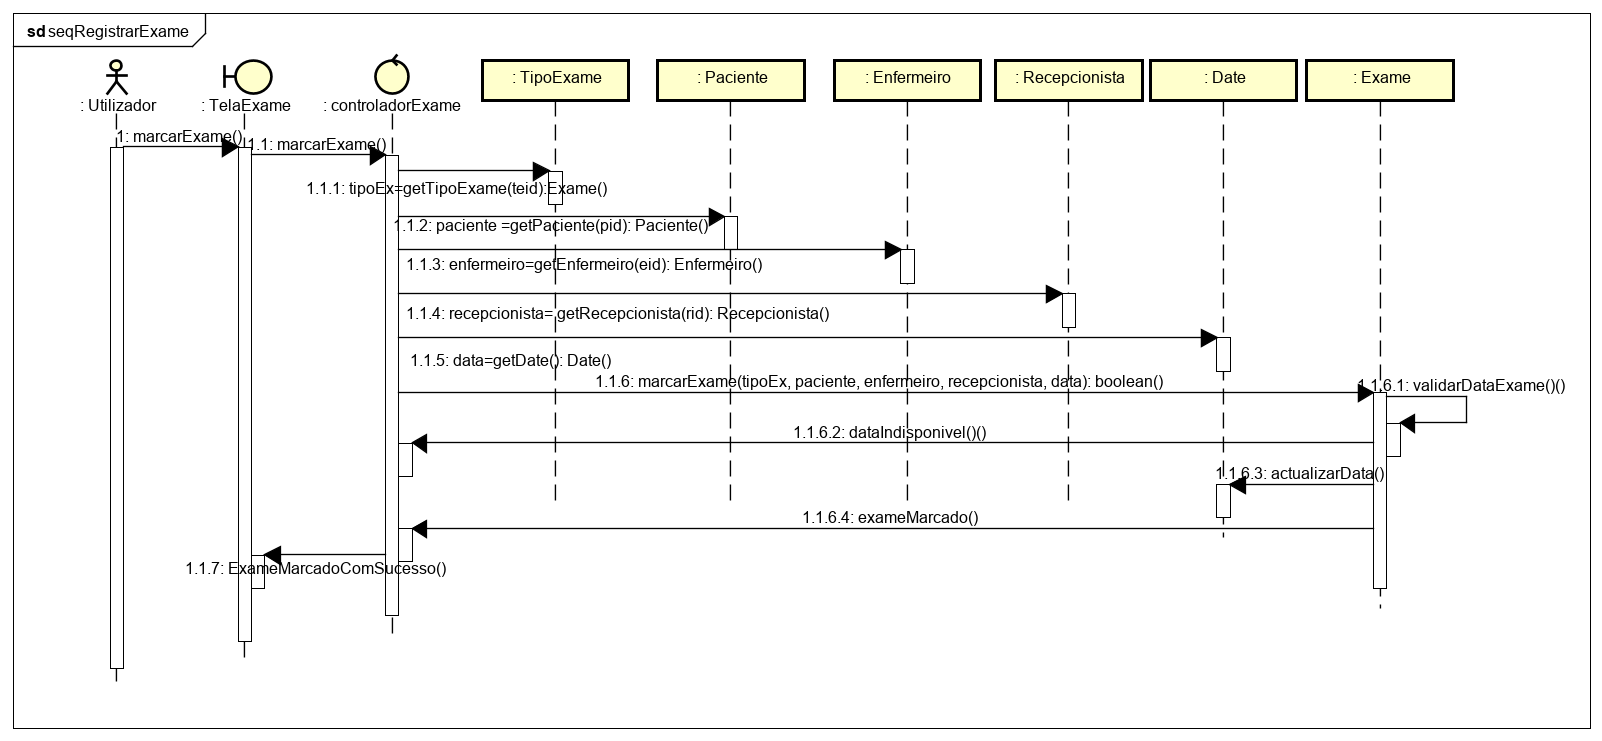 sd seqRegistrarExame
: Utilizador
: TelaExame
: controladorExame
: TipoExame
: Paciente
: Enfermeiro
: Recepcionista
: Date
: Exame
1: marcarExame()
1.1: marcarExame()
1.1.1: tipoEx=getTipoExame(teid):Exame()
1.1.2: paciente =getPaciente(pid): Paciente()
1.1.3: enfermeiro=getEnfermeiro(eid): Enfermeiro()
1.1.4: recepcionista= getRecepcionista(rid): Recepcionista()
1.1.5: data=getDate(): Date()
1.1.6: marcarExame(tipoEx, paciente, enfermeiro, recepcionista, data): boolean()
1.1.6.1: validarDataExame()()
1.1.6.2: dataIndisponivel()()
1.1.6.3: actualizarData()
1.1.6.4: exameMarcado()
1.1.7: ExameMarcadoComSucesso()